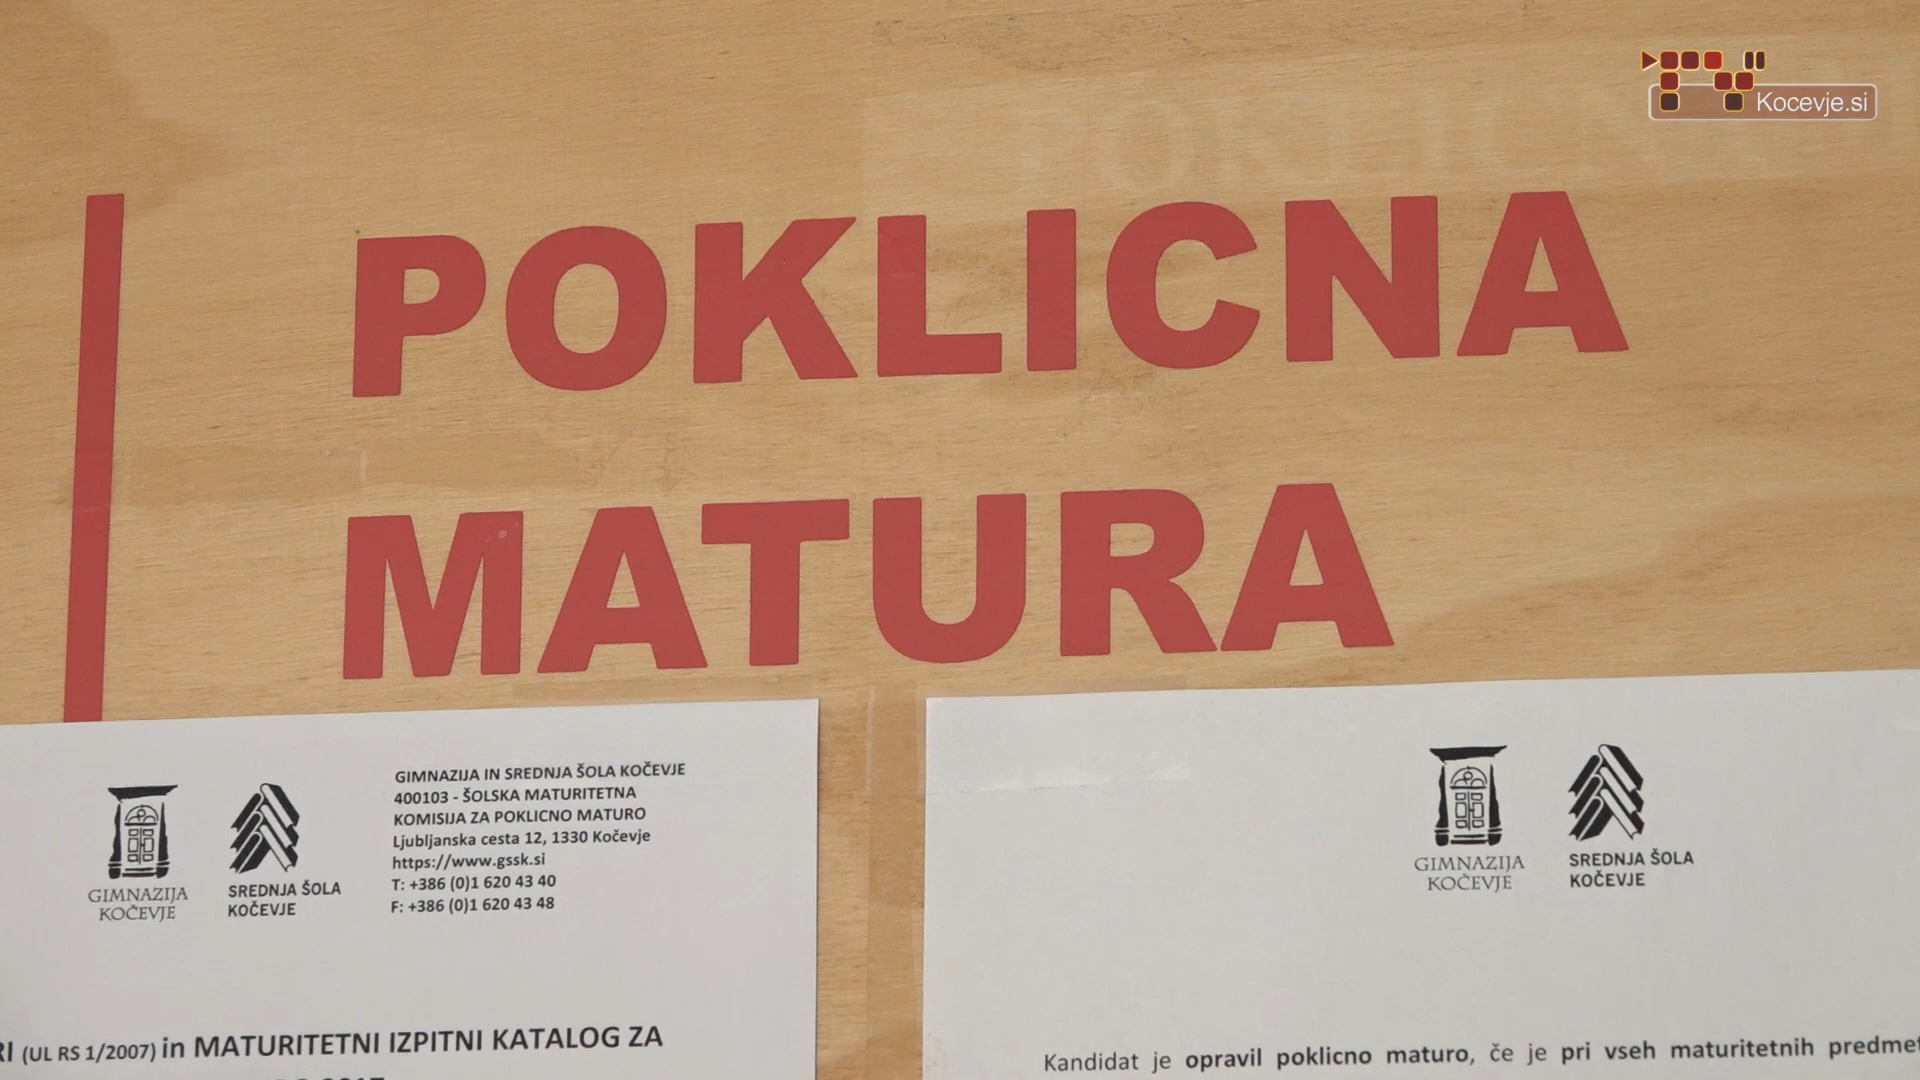 Kocevje.si
POKLICNA
MATURA
GIMNAZIJA
KOČEVJE
SREDNJA ŠOLA
KOČEVJE
GIMNAZIJA IN SREDNJA ŠOLA KOČEVJE
400103 - ŠOLSKA MATURITETNA
KOMISIJA ZA POKLICNO MATURO
Ljubljanska cesta 12, 1330 Kočevje
https://www.gssk.si
T: +386 (0)1 620 43 40
F: +386 (0)1 620 43 48
(UL RS 1/2007) in MATURITETNI IZPITNI KATALOG ZA
GIMNAZIJA
KOČEVJE
SREDNJA ŠOLA
KOČEVJE
Kandidat je opravil poklicno maturo, če je pri vseh maturitetnih